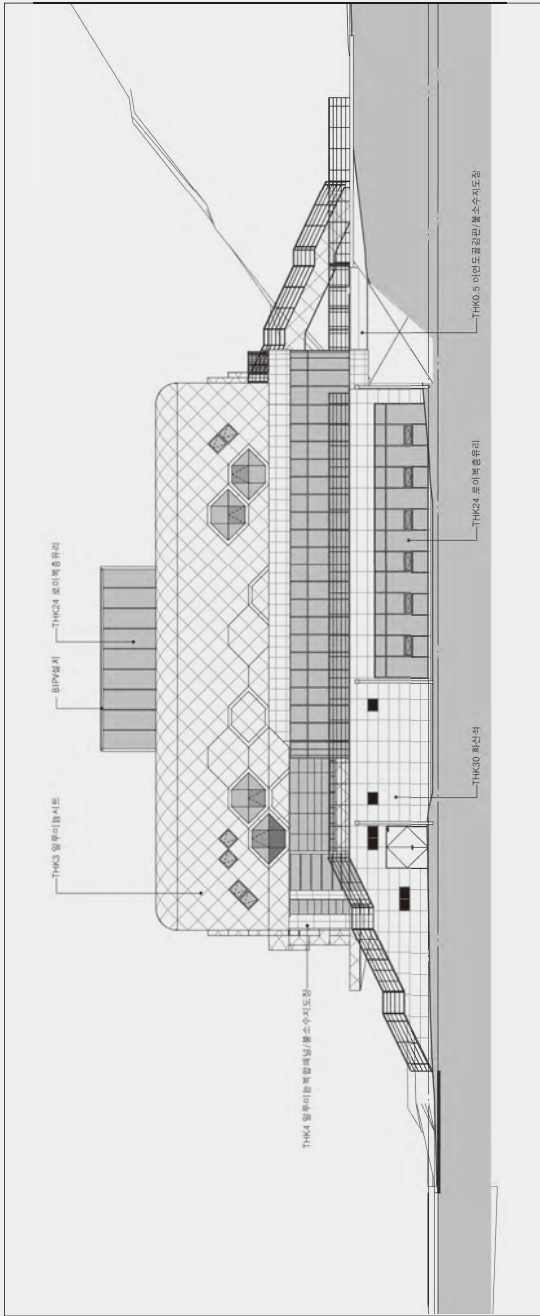 THK4 알루미늄복합패널/불소수지도장
THK3 알루미늄시트
BIPV설치
THK24 로이복층유리
THK30 화산석
THK24 로이복층유리
THK0.5 아연도골강판/불소수지도장